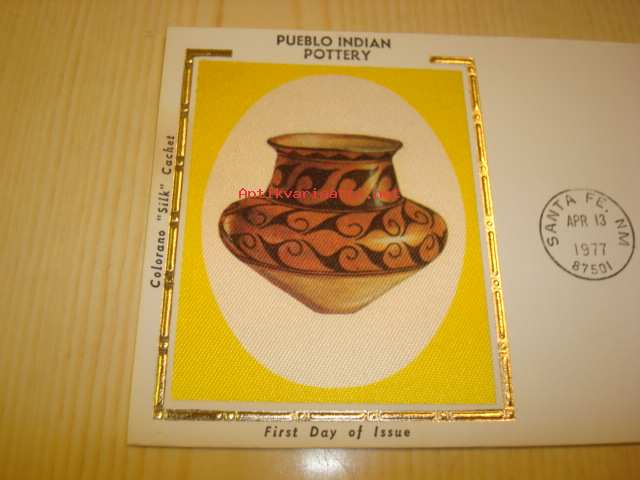 PUEBLO INDIAN
POTTERY
Colorano "Silk" Cachet
Antikvariaatti.net
SANTA FE, NM
APR 13
1977
87501
First Day of Issue